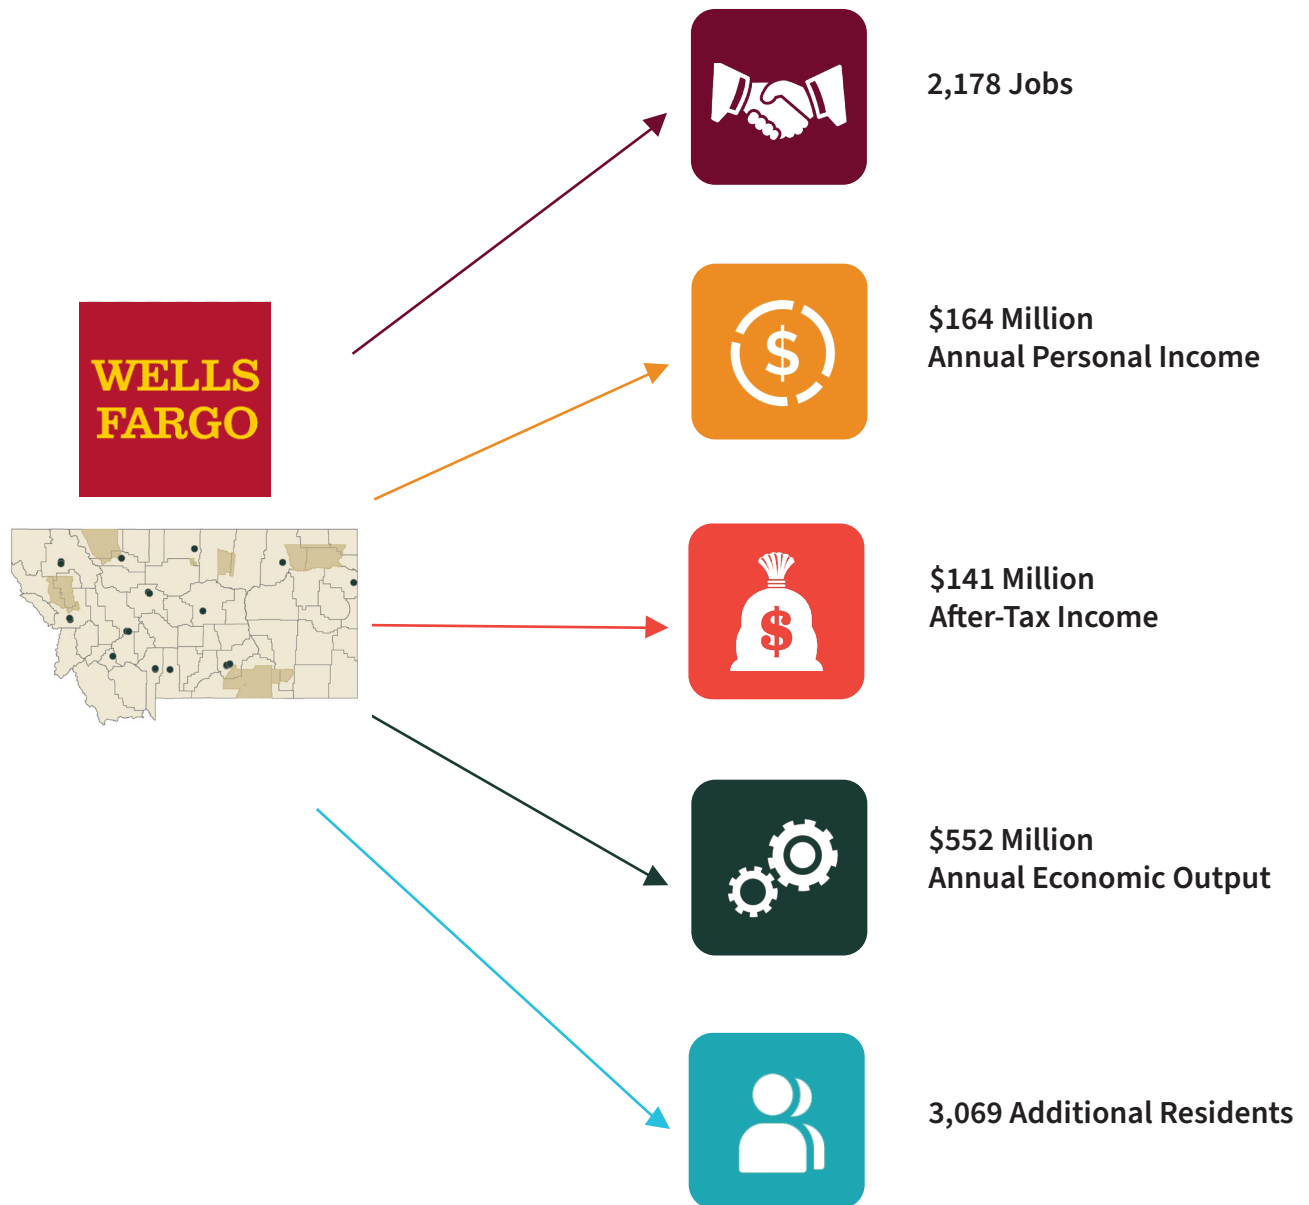 WELLS
FARGO
2,178 Jobs
$164 Million
Annual Personal Income
$141 Million
After-Tax Income
$552 Million
Annual Economic Output
3,069 Additional Residents